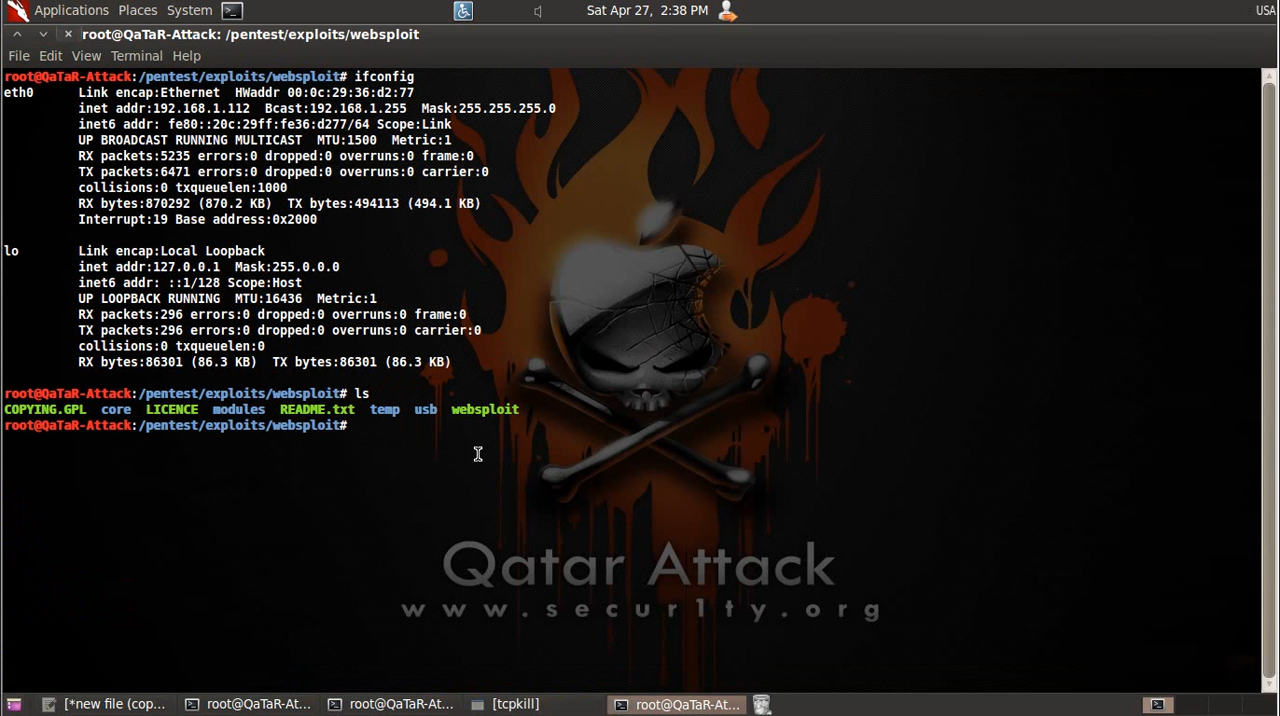 Applications Places System Sat Apr 27, 2:38 PM USA
root@QaTaR-Attack: /pentest/exploits/websploit
File Edit View Terminal Help
root@QaTaR-Attack:/pentest/exploits/websploit# ifconfig
eth0 Link encap:Ethernet HWaddr 00:0c:29:36:d2:77
inet addr:192.168.1.112 Bcast:192.168.1.255 Mask:255.255.255.0
inet6 addr: fe80::20c:29ff:fe36:d277/64 Scope:Link
UP BROADCAST RUNNING MULTICAST MTU:1500 Metric:1
RX packets:5235 errors:0 dropped:0 overruns:0 frame:0
TX packets:6471 errors:0 dropped:0 overruns:0 carrier:0
collisions:0 txqueuelen:1000
RX bytes:870292 (870.2 KB) TX bytes:494113 (494.1 KB)
Interrupt:19 Base address:0x2000
lo Link encap:Local Loopback
inet addr:127.0.0.1 Mask:255.0.0.0
inet6 addr: ::1/128 Scope:Host
UP LOOPBACK RUNNING MTU:16436 Metric:1
RX packets:296 errors:0 dropped:0 overruns:0 frame:0
TX packets:296 errors:0 dropped:0 overruns:0 carrier:0
collisions:0 txqueuelen:0
RX bytes:86301 (86.3 KB) TX bytes:86301 (86.3 KB)
root@QaTaR-Attack:/pentest/exploits/websploit# ls
COPYING.GPL core LICENCE modules README.txt temp usb websploit
root@QaTaR-Attack:/pentest/exploits/websploit#
Qatar Attack
www.secur1ty.org
[*new file (cop... root@QaTaR-At... root@QaTaR-At... [tcpkill] root@QaTaR-At...